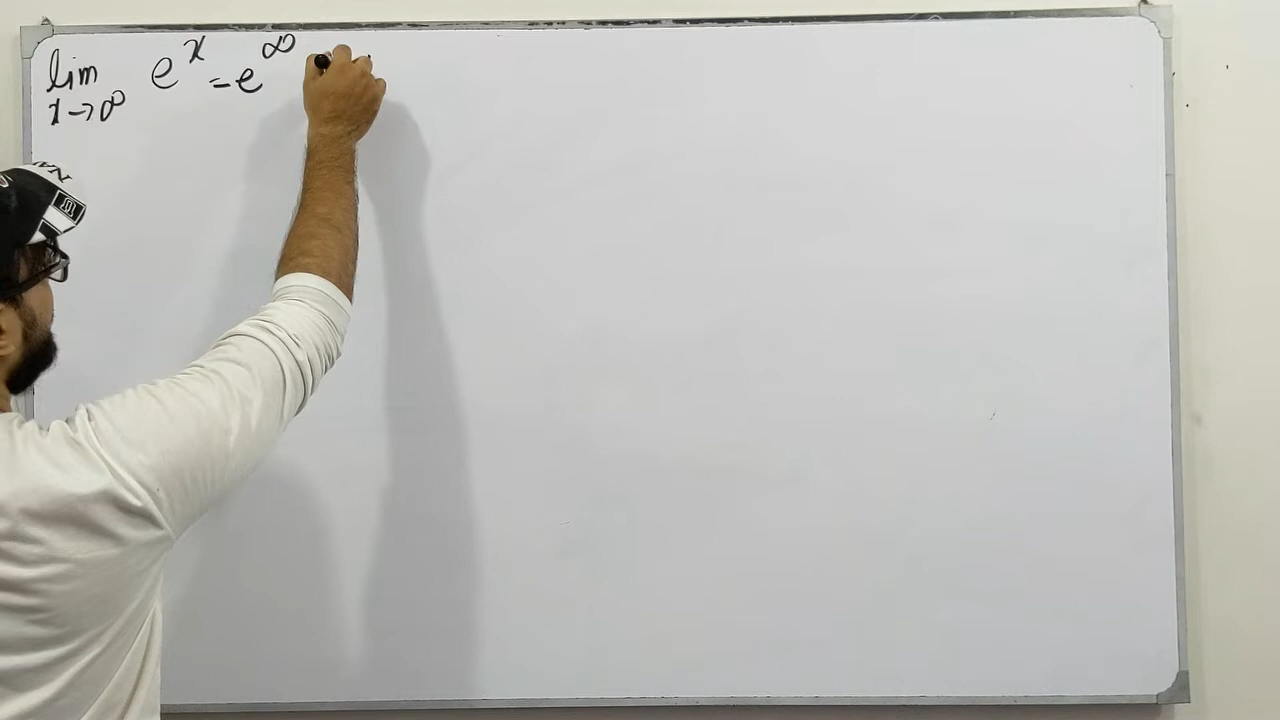 lim e^x = e^∞
x→∞